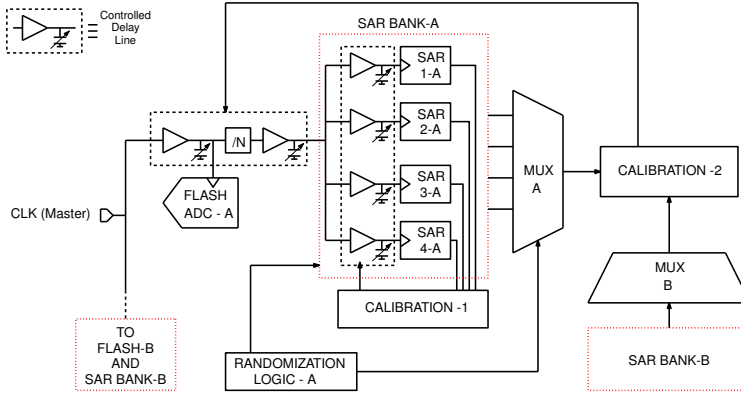 Controlled
Delay
Line
SAR BANK-A
SAR
1-A
SAR
2-A
SAR
3-A
SAR
4-A
/N
FLASH
ADC - A
CLK (Master)
MUX
A
CALIBRATION -2
CALIBRATION -1
MUX
B
TO
FLASH-B
AND
SAR BANK-B
RANDOMIZATION
LOGIC - A
SAR BANK-B